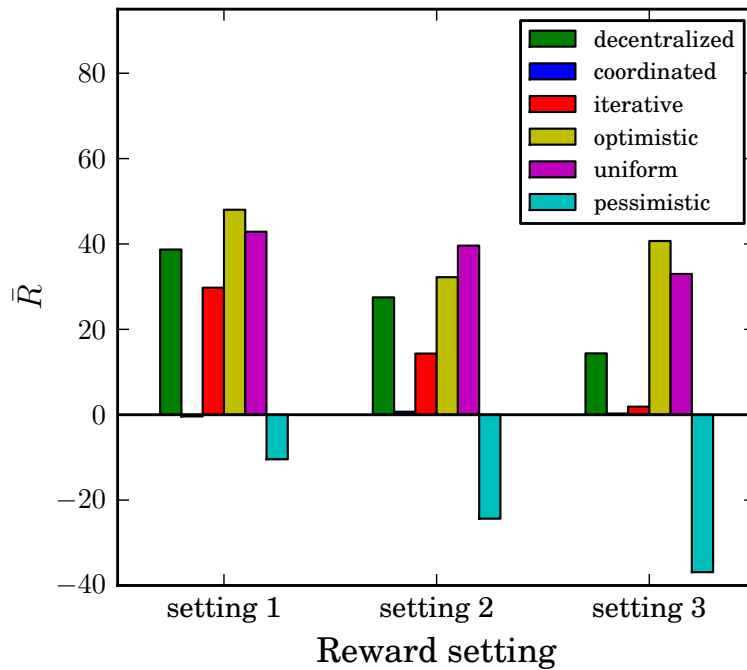 decentralized
coordinated
iterative
optimistic
uniform
pessimistic
80
60
40
20
0
−20
−40
R̄
setting 1 setting 2 setting 3
Reward setting